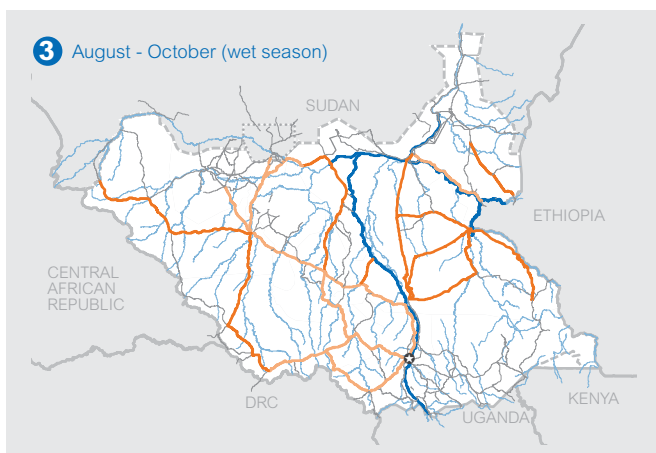 3 August - October (wet season)
SUDAN
ETHIOPIA
CENTRAL
AFRICAN
REPUBLIC
DRC
UGANDA
KENYA